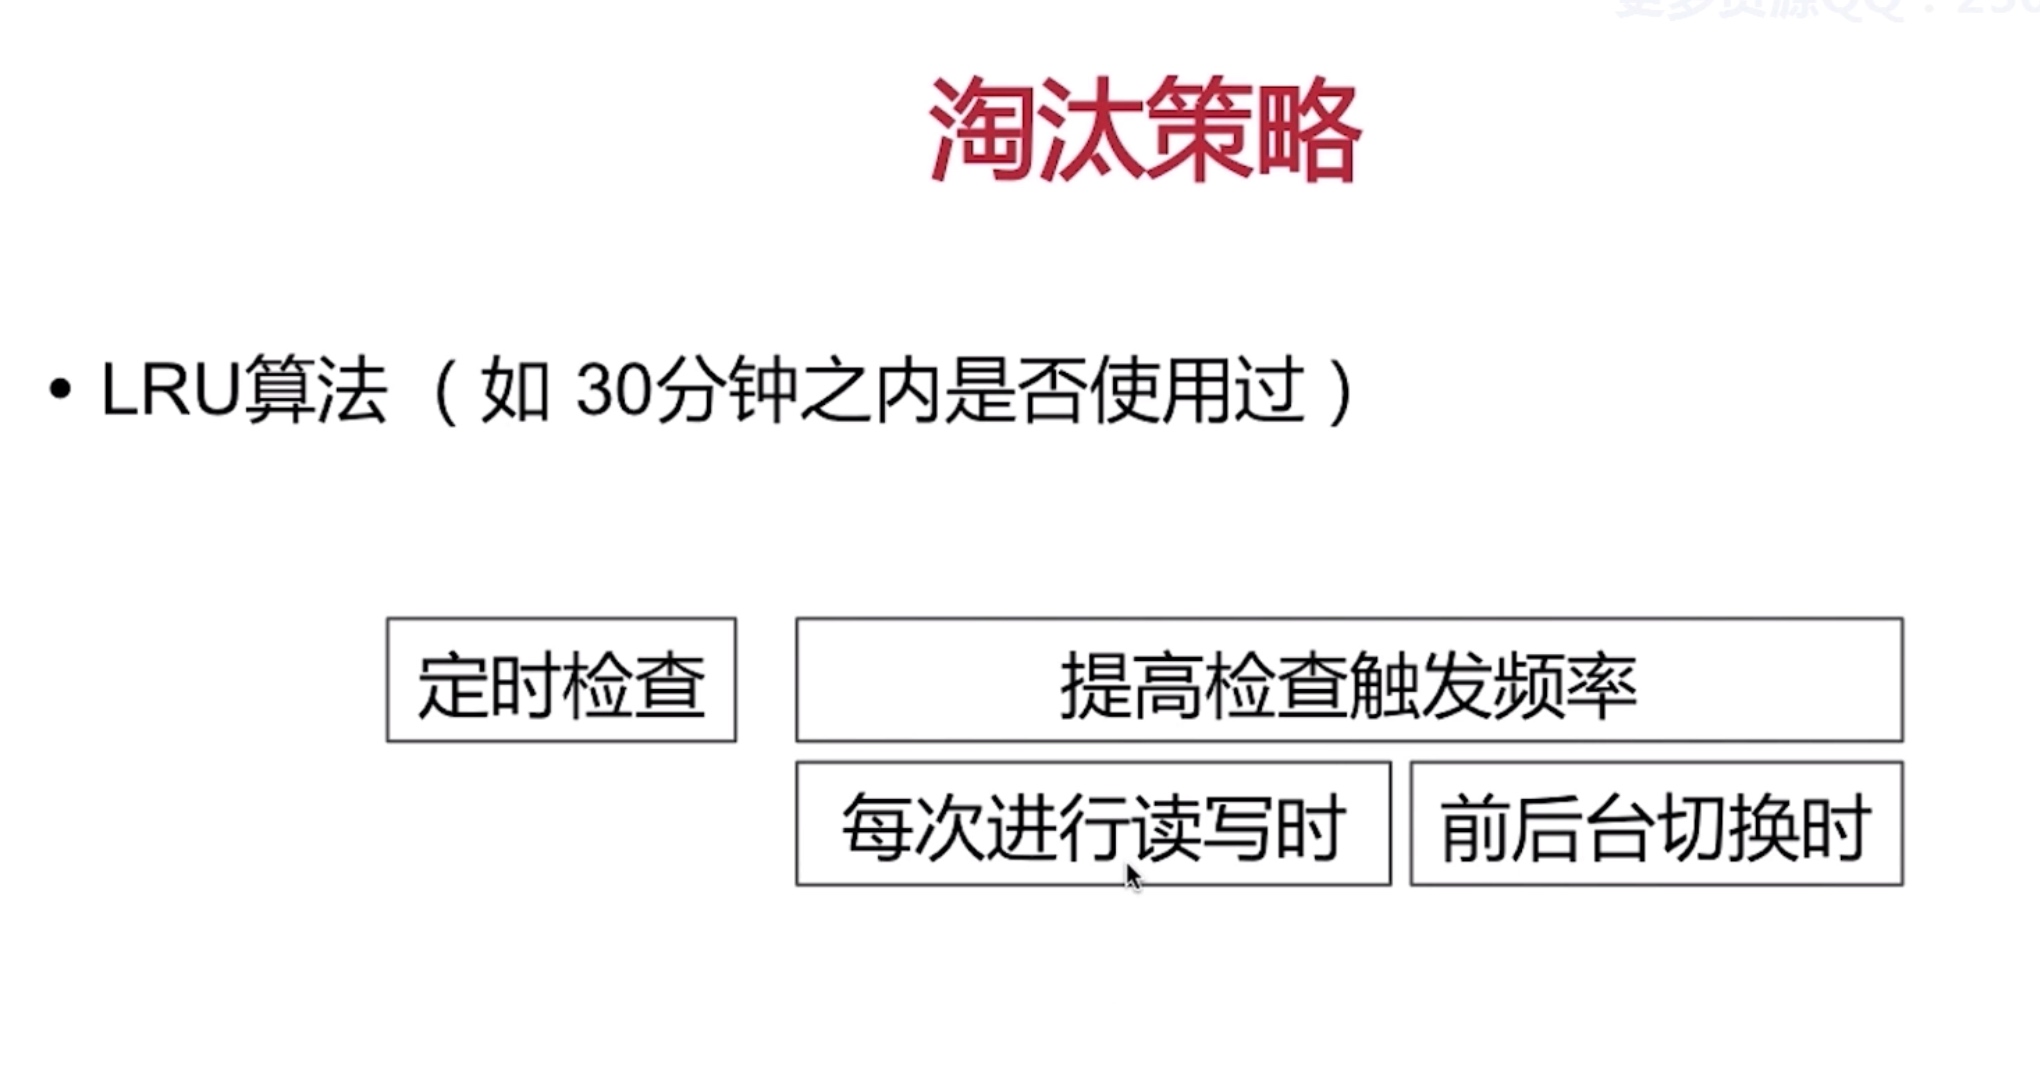 淘汰策略
• LRU算法（如 30分钟之内是否使用过）
定时检查
提高检查触发频率
每次进行读写时
前后台切换时